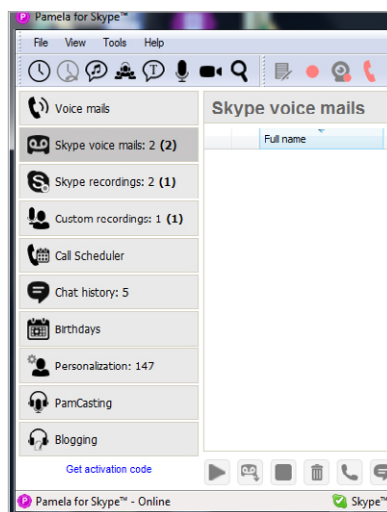 Pamela for Skype™
File View Tools Help
Voice mails
Skype voice mails
Skype voice mails: 2 (2)
Full name
Skype recordings: 2 (1)
Custom recordings: 1 (1)
Call Scheduler
Chat history: 5
Birthdays
Personalization: 147
PamCasting
Blogging
Get activation code
Pamela for Skype™ - Online
Skype™